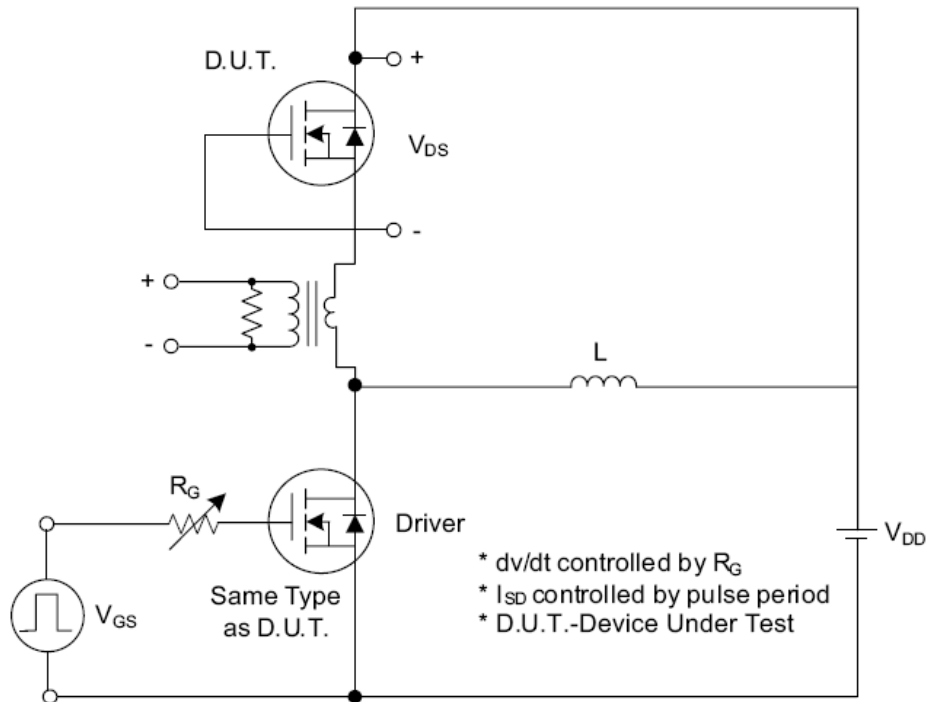 D.U.T.
+
V_DS
-
+
-
L
R_G
Driver
V_DD
V_GS
Same Type
as D.U.T.
* dv/dt controlled by R_G
* I_SD controlled by pulse period
* D.U.T.-Device Under Test